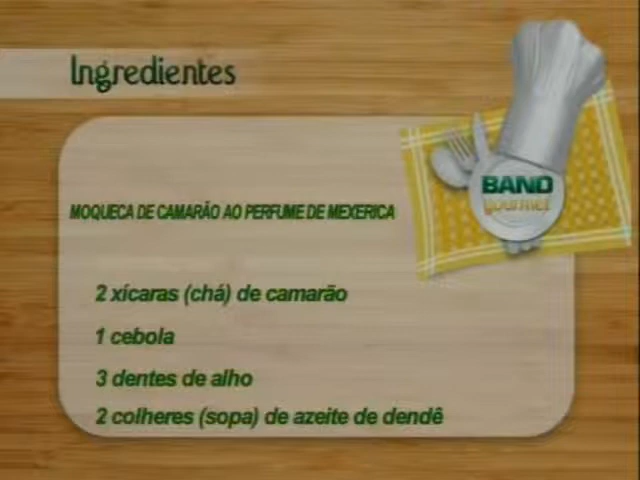 Ingredientes
BAND
gourmet
MOQUECA DE CAMARÃO AO PERFUME DE MEXERICA
2 xícaras (chá) de camarão
1 cebola
3 dentes de alho
2 colheres (sopa) de azeite de dendê